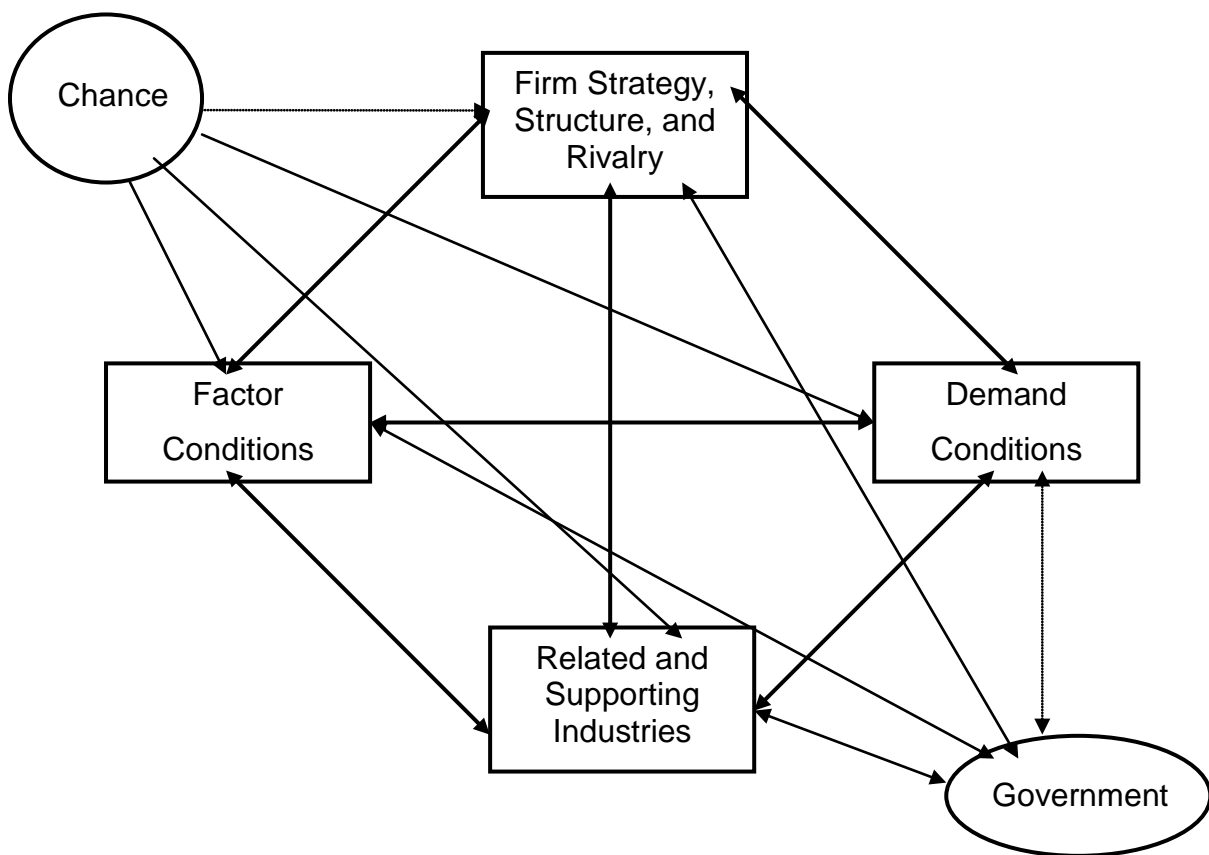 Chance
Firm Strategy,
Structure, and
Rivalry
Factor
Conditions
Demand
Conditions
Related and
Supporting
Industries
Government